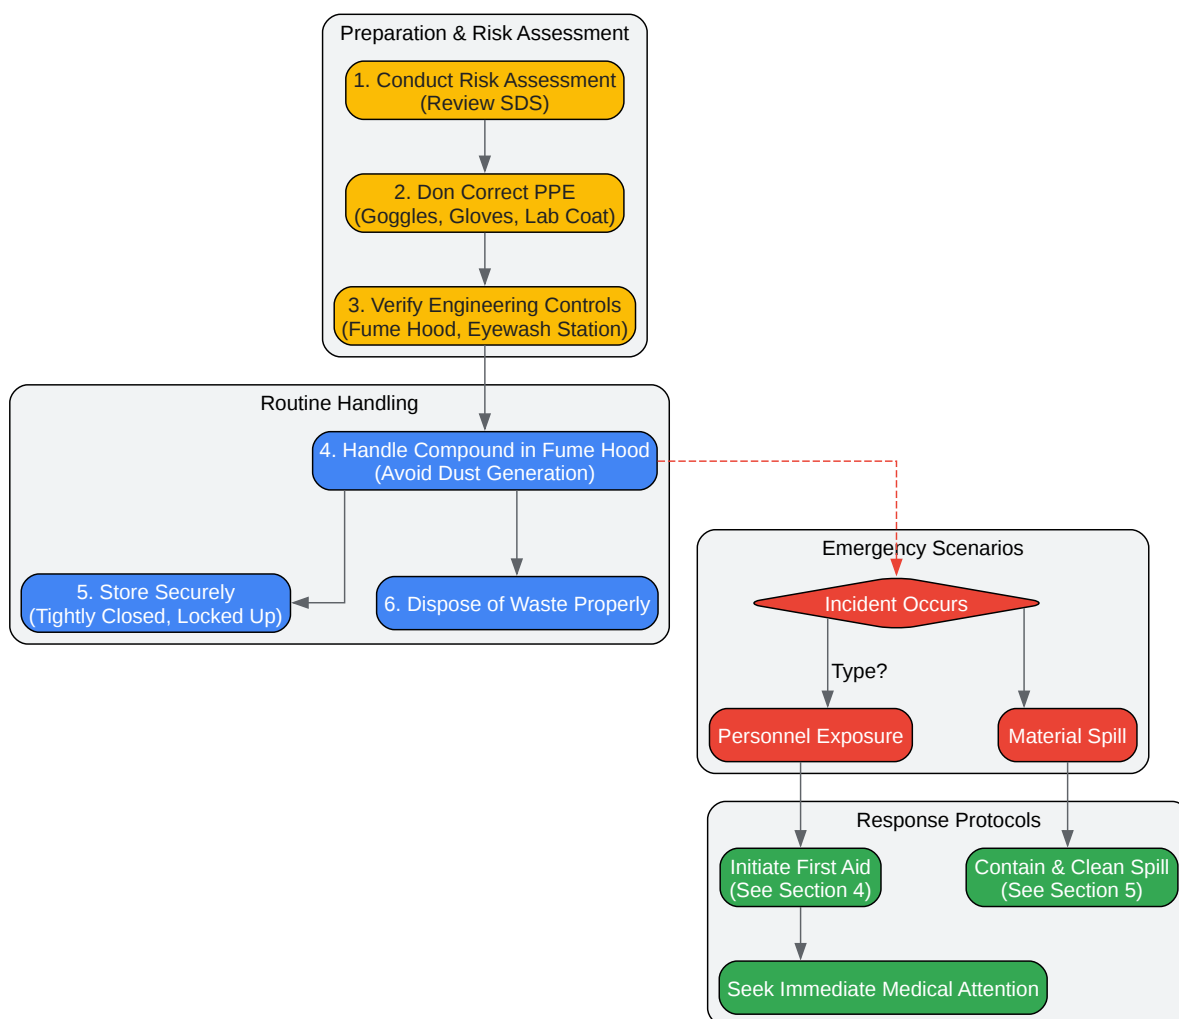 Preparation & Risk Assessment
1. Conduct Risk Assessment
(Review SDS)
2. Don Correct PPE
(Goggles, Gloves, Lab Coat)
3. Verify Engineering Controls
(Fume Hood, Eyewash Station)
Routine Handling
4. Handle Compound in Fume Hood
(Avoid Dust Generation)
5. Store Securely
(Tightly Closed, Locked Up)
6. Dispose of Waste Properly
Emergency Scenarios
Incident Occurs
Type?
Personnel Exposure
Material Spill
Response Protocols
Initiate First Aid
(See Section 4)
Contain & Clean Spill
(See Section 5)
Seek Immediate Medical Attention